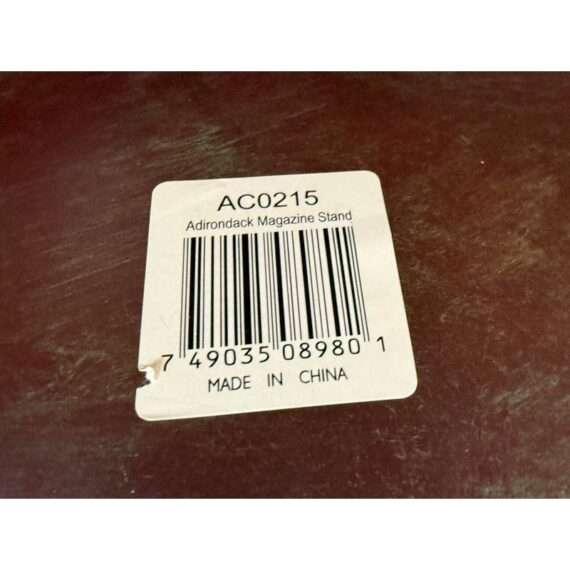 AC0215
Adirondack Magazine Stand
7 49035 08980 1
MADE IN CHINA